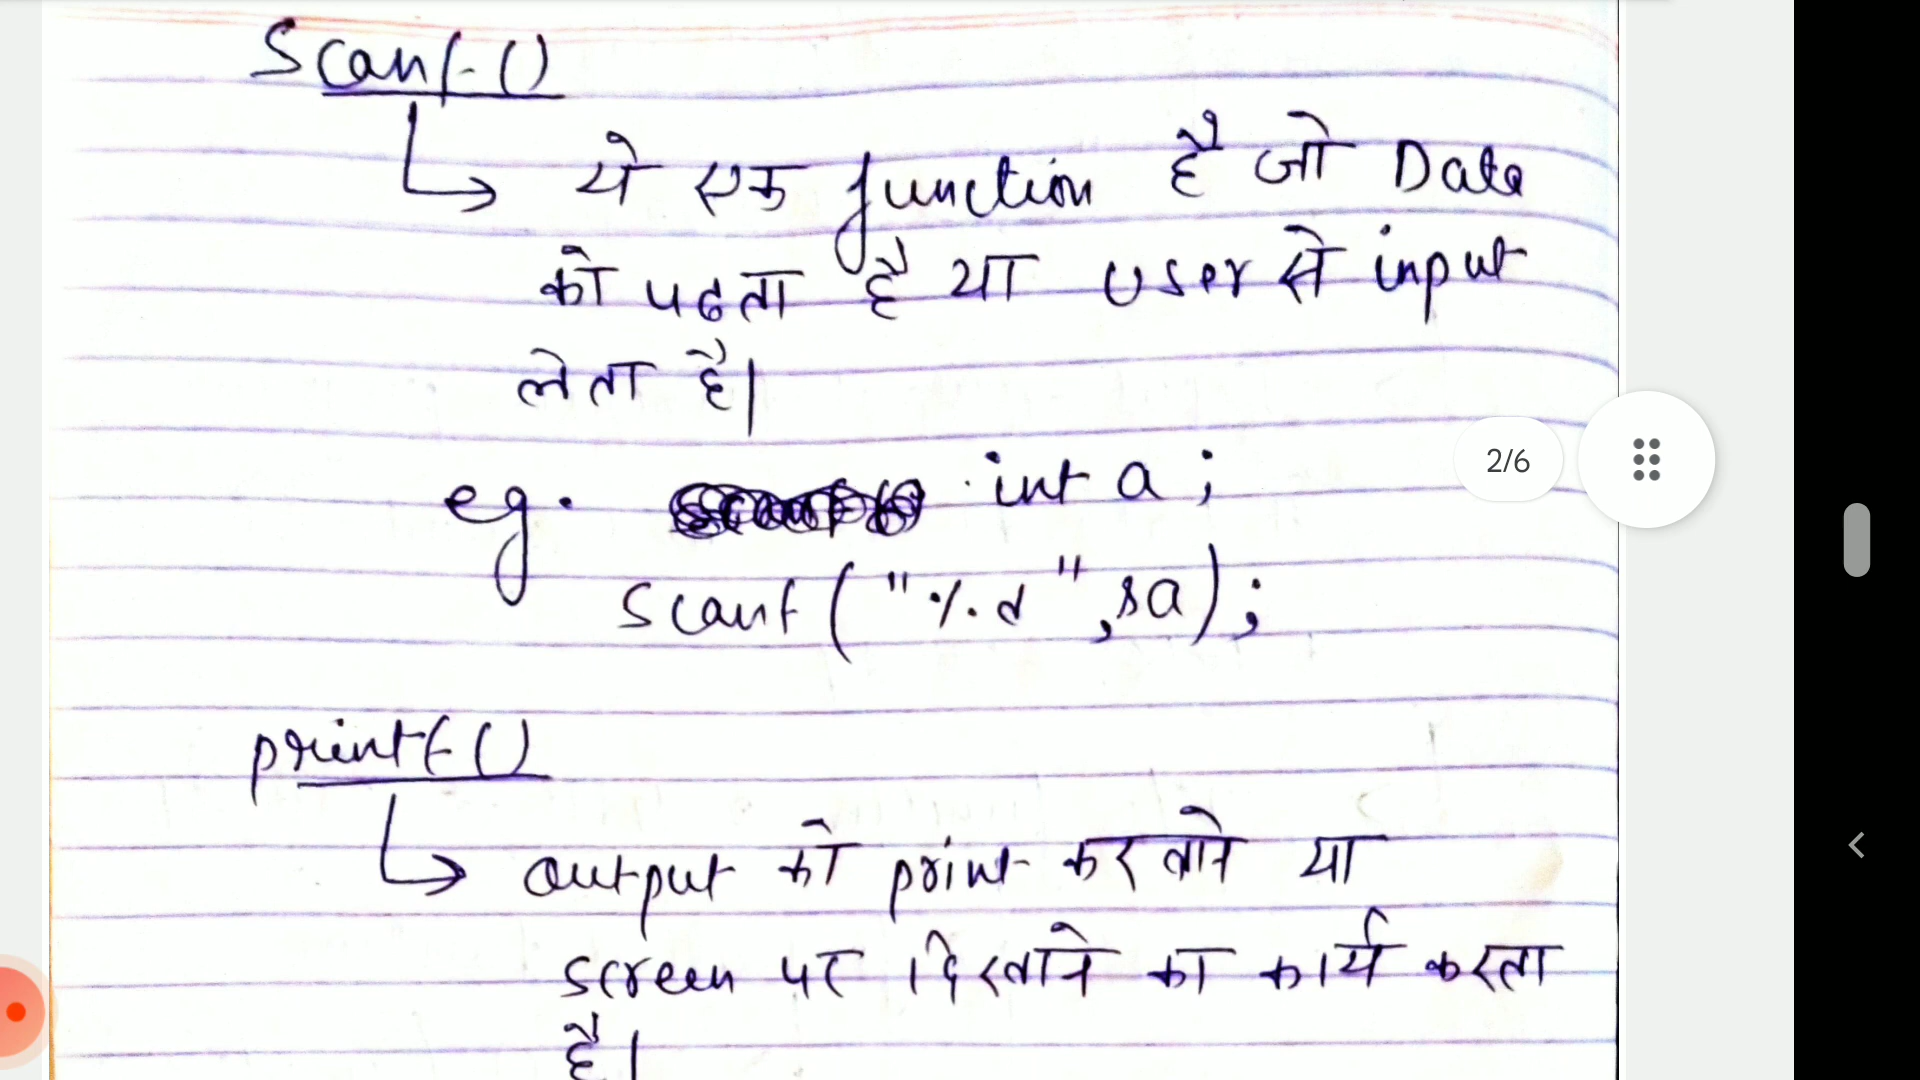 Scanf()
ये एक function है जो Data
को पढता है या user से input
लेता है।
eg. int a ;
scanf ( "%d" , &a ) ;
2/6
printf()
output को print करवाने या
screen पर दिखाने का कार्य करता
है।